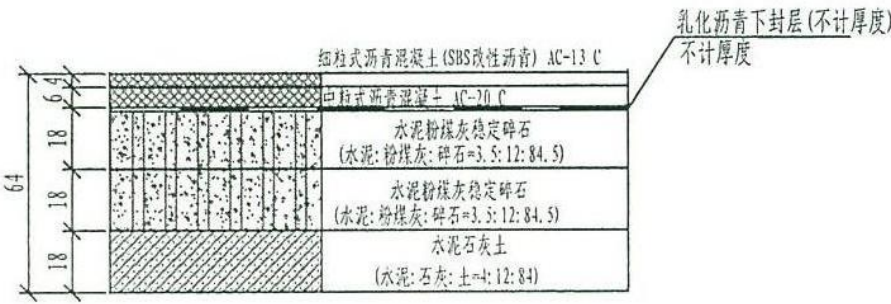 乳化沥青下封层(不计厚度)
不计厚度
细粒式沥青混凝土(SBS改性沥青) AC-13 C
中粒式沥青混凝土 AC-20 C
水泥粉煤灰稳定碎石
(水泥:粉煤灰:碎石=3.5:12:84.5)
水泥粉煤灰稳定碎石
(水泥:粉煤灰:碎石=3.5:12:84.5)
水泥石灰土
(水泥:石灰:土=4:12:84)
4
6
18
18
18
64